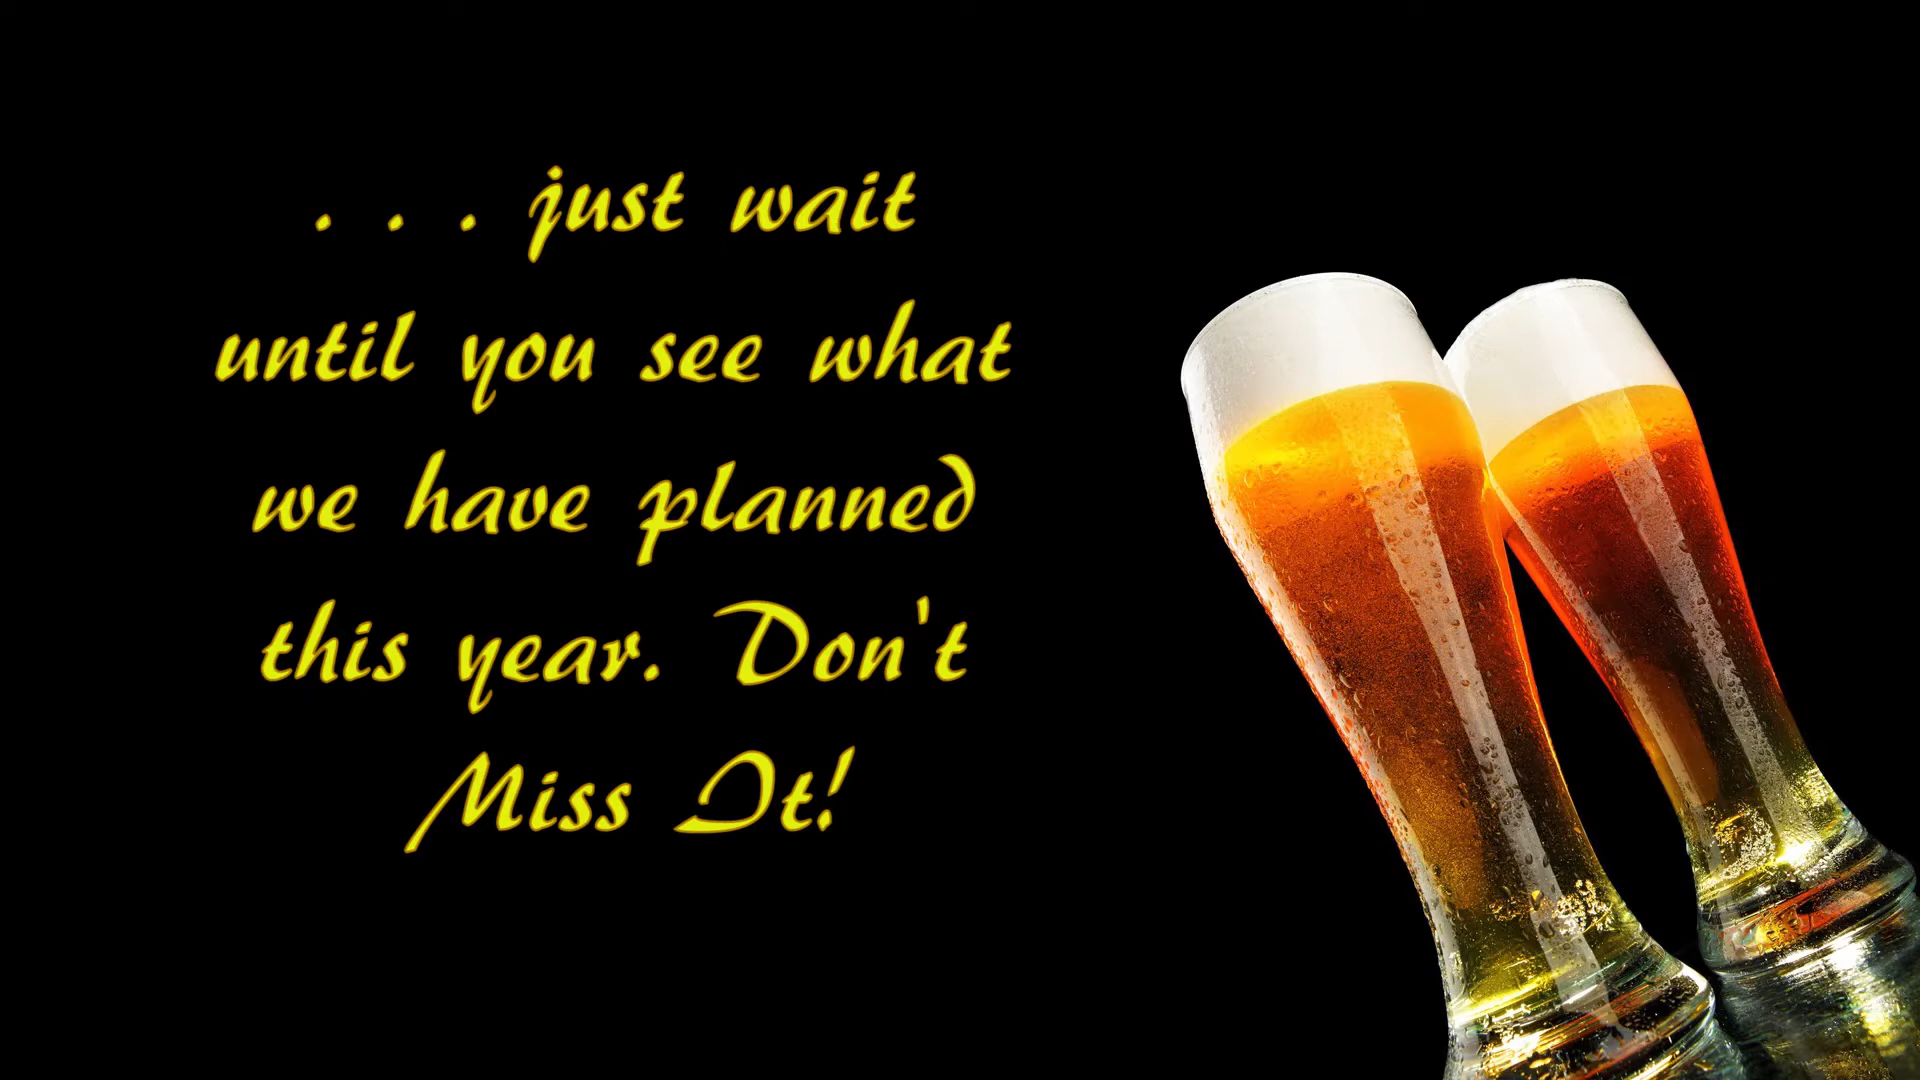 . . . just wait
until you see what
we have planned
this year. Don't
Miss It!